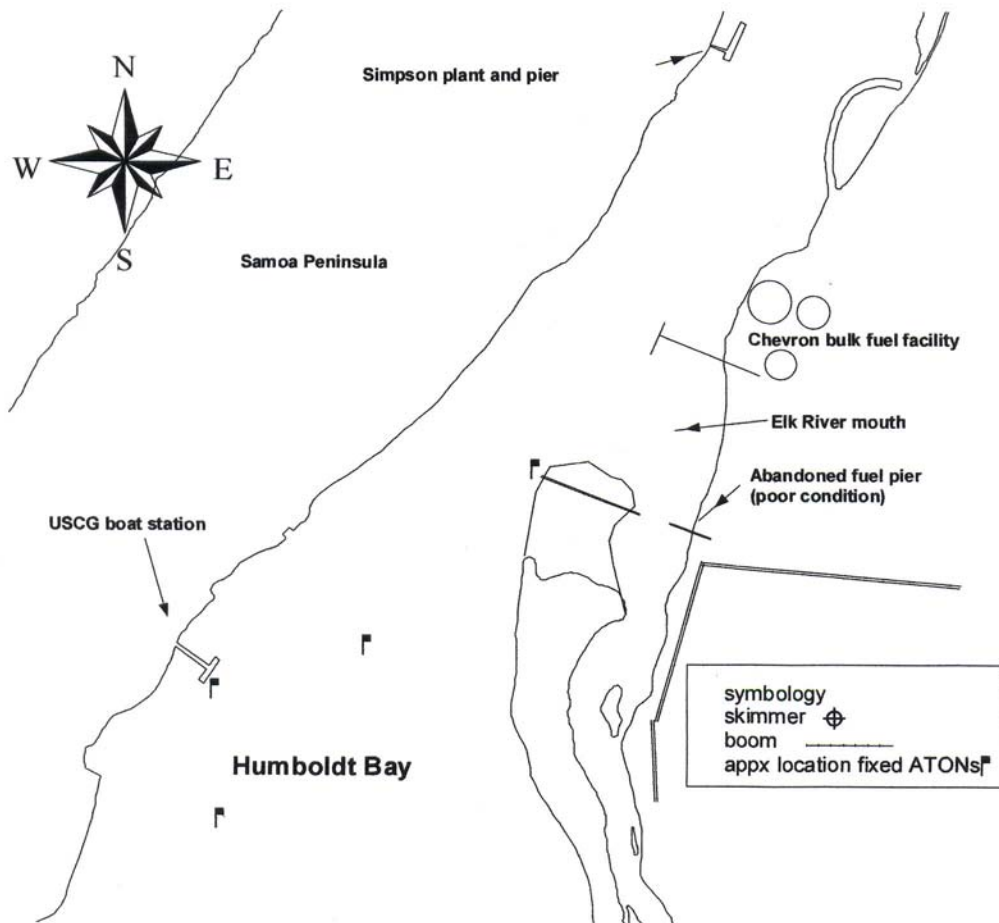 N
Simpson plant and pier
W
E
S
Samoa Peninsula
Chevron bulk fuel facility
Elk River mouth
Abandoned fuel pier
(poor condition)
USCG boat station
symbology
skimmer
boom
appx location fixed ATONs
Humboldt Bay